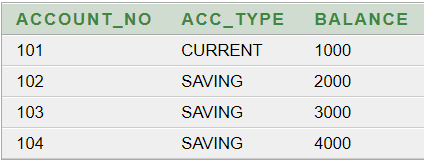 ACCOUNT_NO ACC_TYPE BALANCE
101 CURRENT 1000
102 SAVING 2000
103 SAVING 3000
104 SAVING 4000